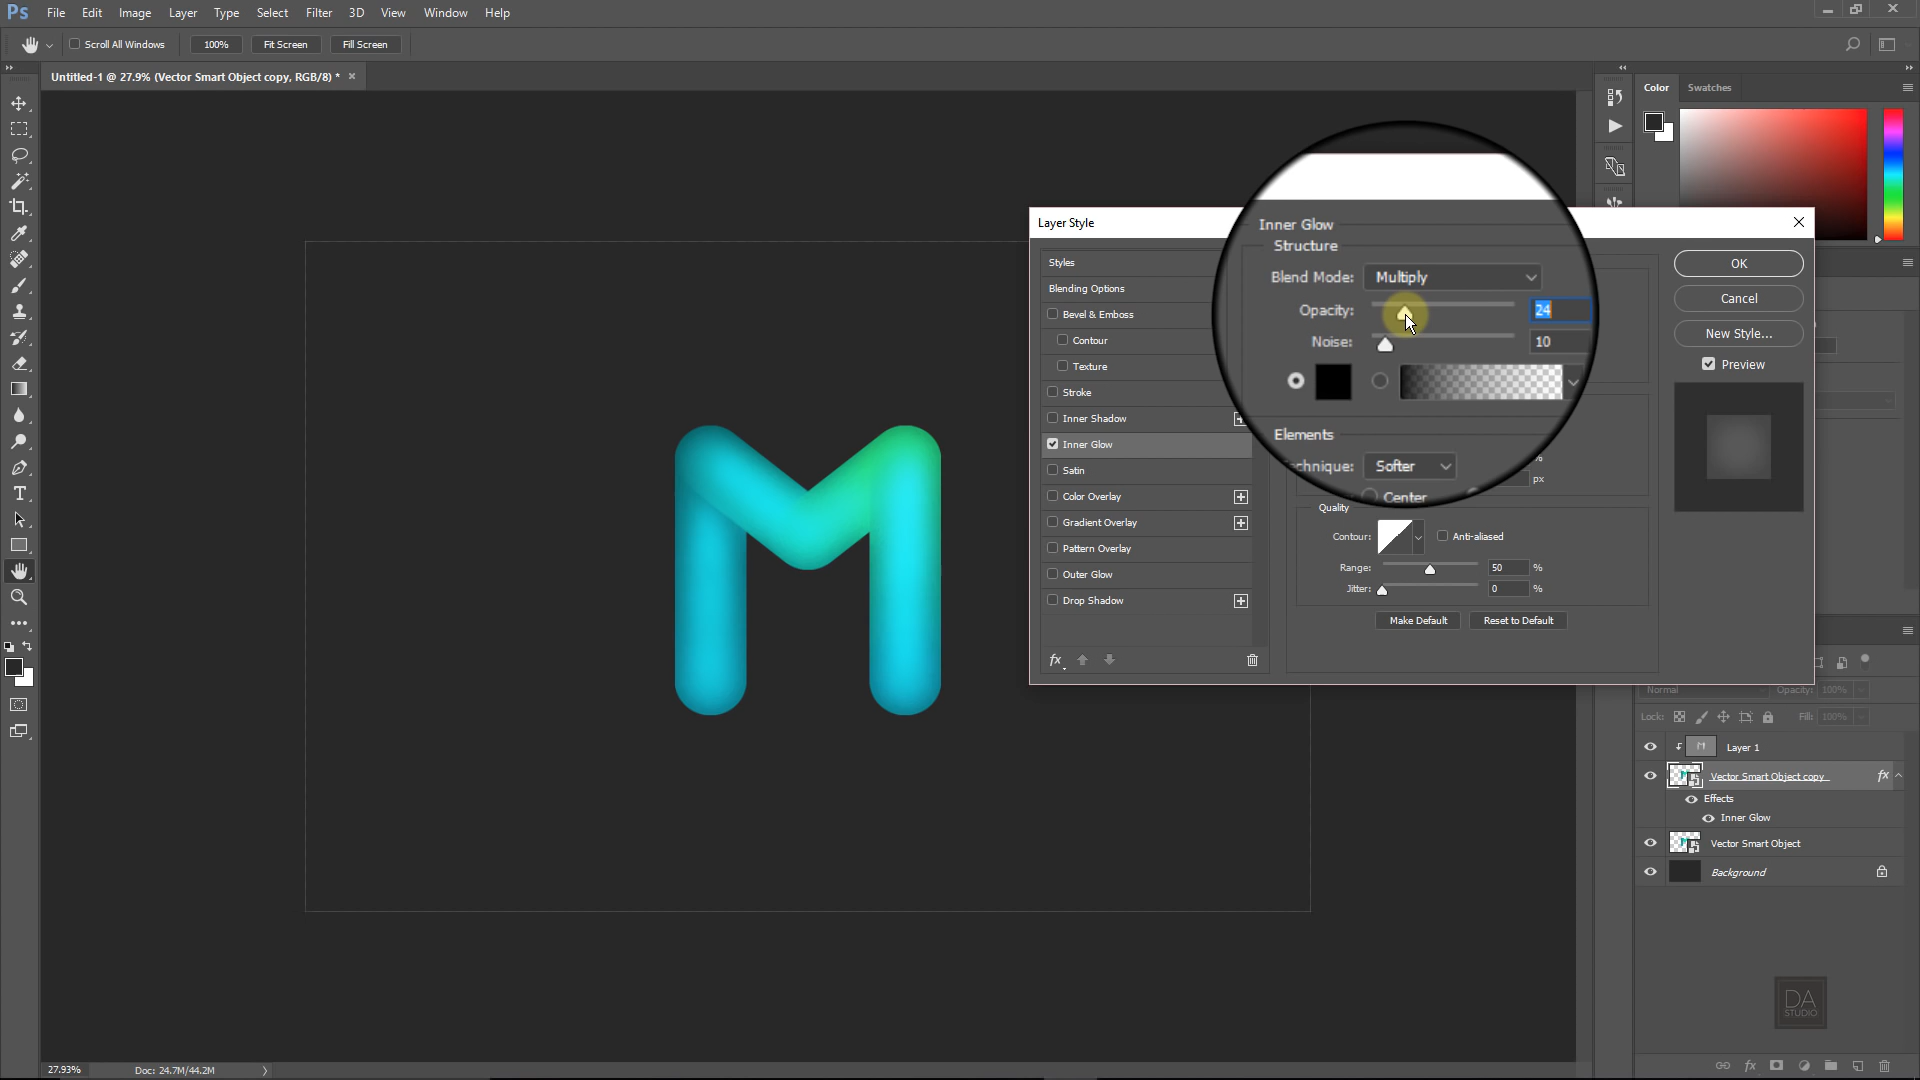 Ps File Edit Image Layer Type Select Filter 3D View Window Help
Scroll All Windows 100% Fit Screen Fill Screen
Untitled-1 @ 27.9% (Vector Smart Object copy, RGB/8) * ×
Color Swatches
Layer Style
Styles
Blending Options
Bevel & Emboss
Contour
Texture
Stroke
Inner Shadow
Inner Glow
Satin
Color Overlay
Gradient Overlay
Pattern Overlay
Outer Glow
Drop Shadow
fx
Inner Glow
Structure
Blend Mode: Multiply
Opacity: 24
Noise: 10
Elements
Softer
%
Center
px
Quality
Contour: Anti-aliased
Range: 50 %
Jitter: 0 %
Make Default Reset to Default
OK
Cancel
New Style...
Preview
M
Normal Opacity: 100%
Lock: Fill: 100%
Layer 1
Vector Smart Object copy fx
Effects
Inner Glow
Vector Smart Object
Background
DA
STUDIO
fx
27.93% Doc: 24.7M/44.2M